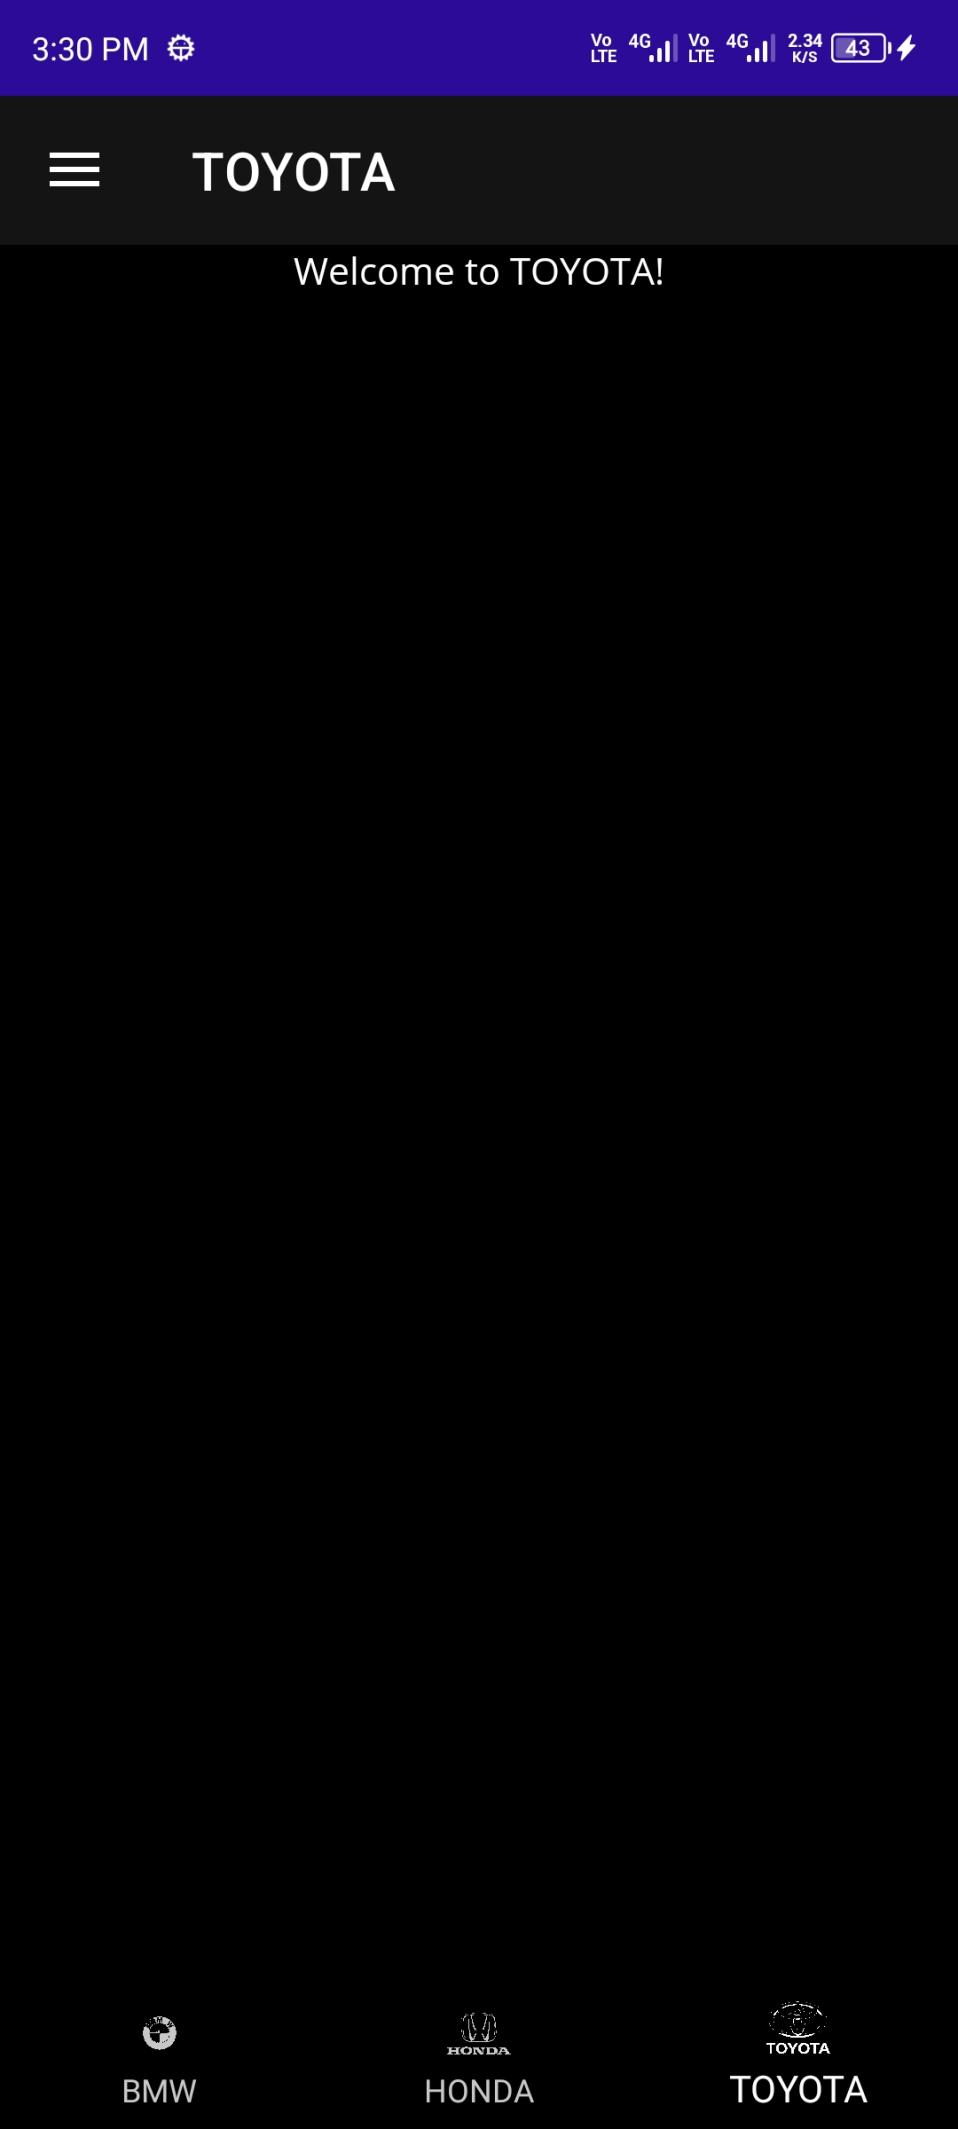 3:30 PM Vo LTE 4G Vo LTE 4G 2.34 K/S 43
TOYOTA
Welcome to TOYOTA!
HONDA TOYOTA
BMW HONDA TOYOTA